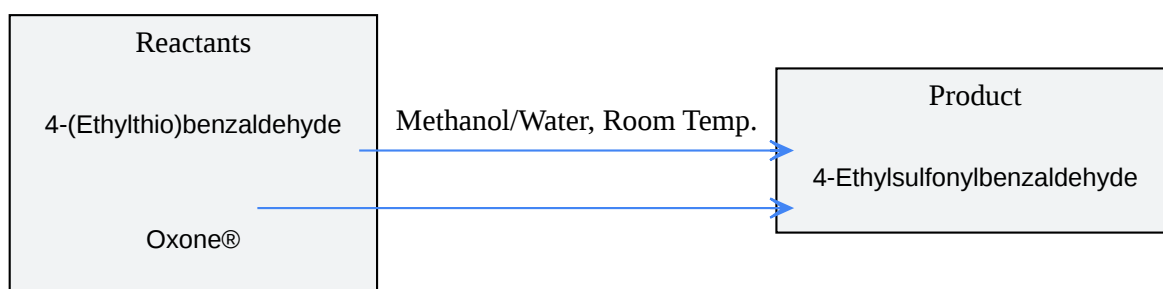 Reactants
4-(Ethylthio)benzaldehyde
Oxone®
Methanol/Water, Room Temp.
Product
4-Ethylsulfonylbenzaldehyde